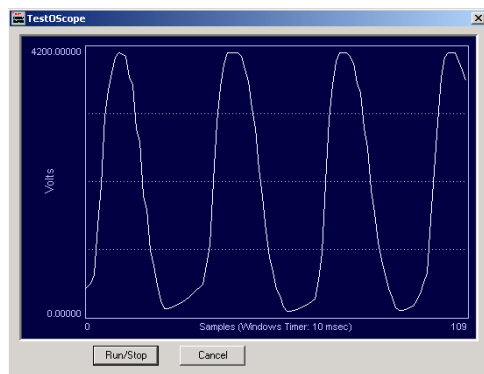 TestOScope
4200.00000
Volts
0.00000
0
Samples (Windows Timer: 10 msec)
109
Run/Stop
Cancel